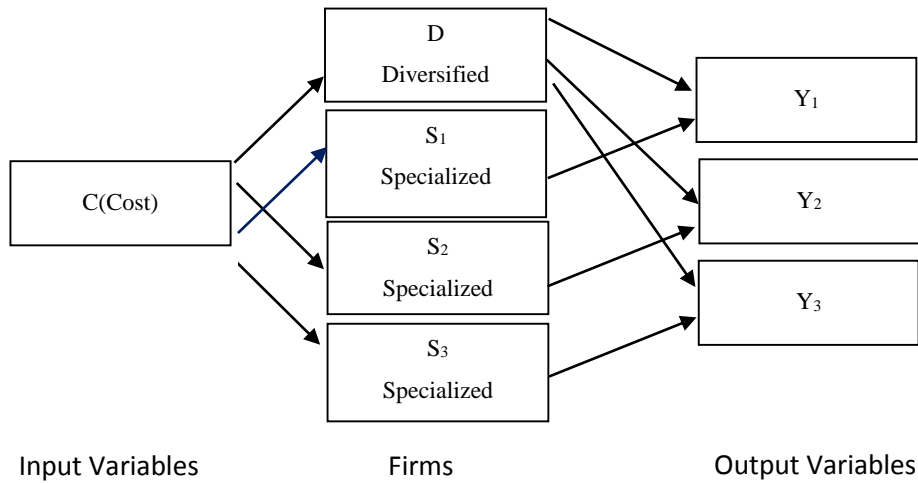 D
Diversified
Y₁
S₁
Specialized
C(Cost)
Y₂
S₂
Specialized
Y₃
S₃
Specialized
Input Variables
Firms
Output Variables